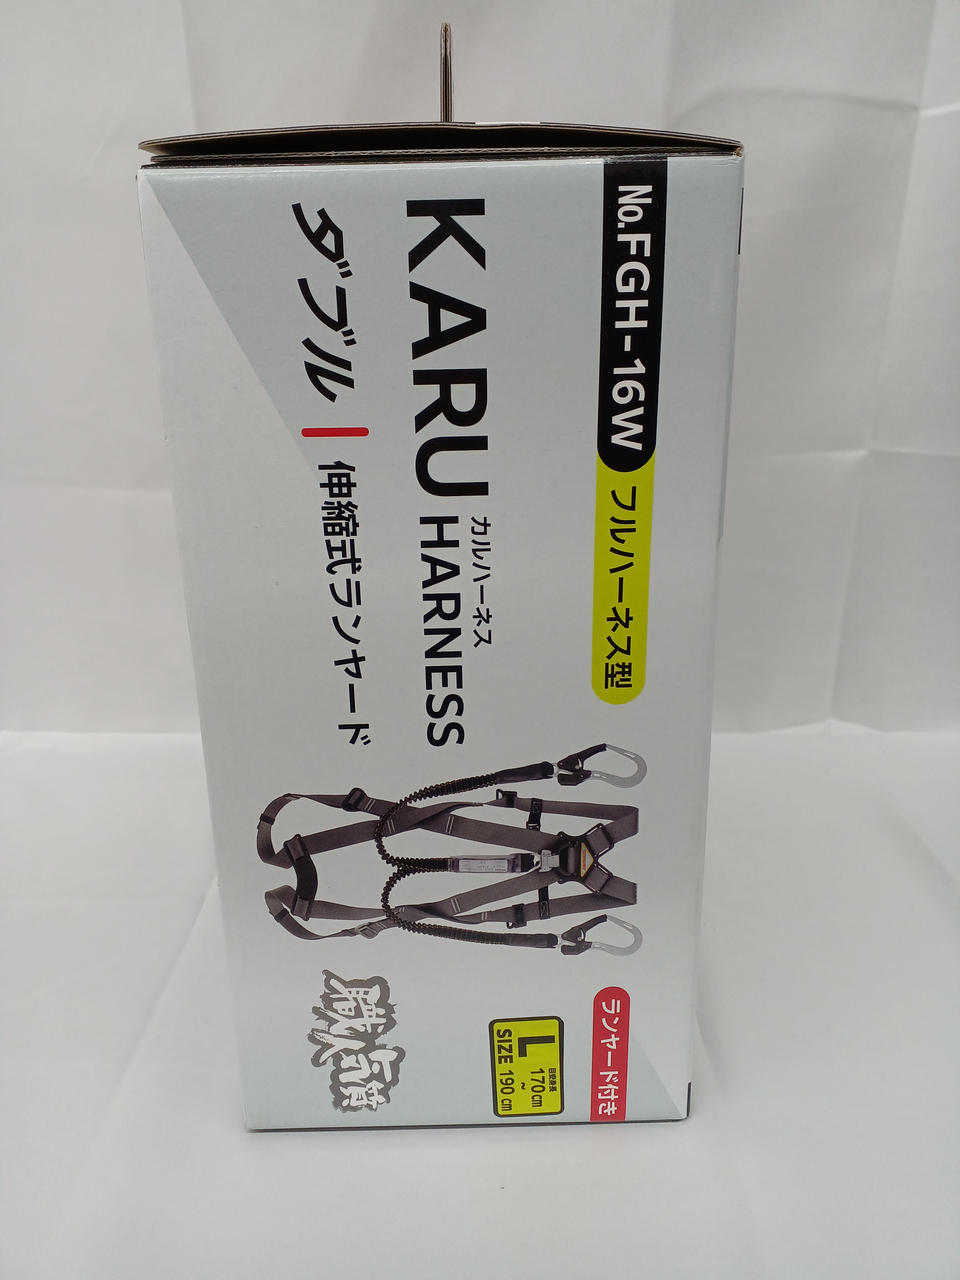 No.FGH-16W フルハーネス型
カルハーネス
KARU HARNESS
ダブル 伸縮式ランヤード
ランヤード付き
目安身長
L 170cm
~
SIZE 190cm
職人気質